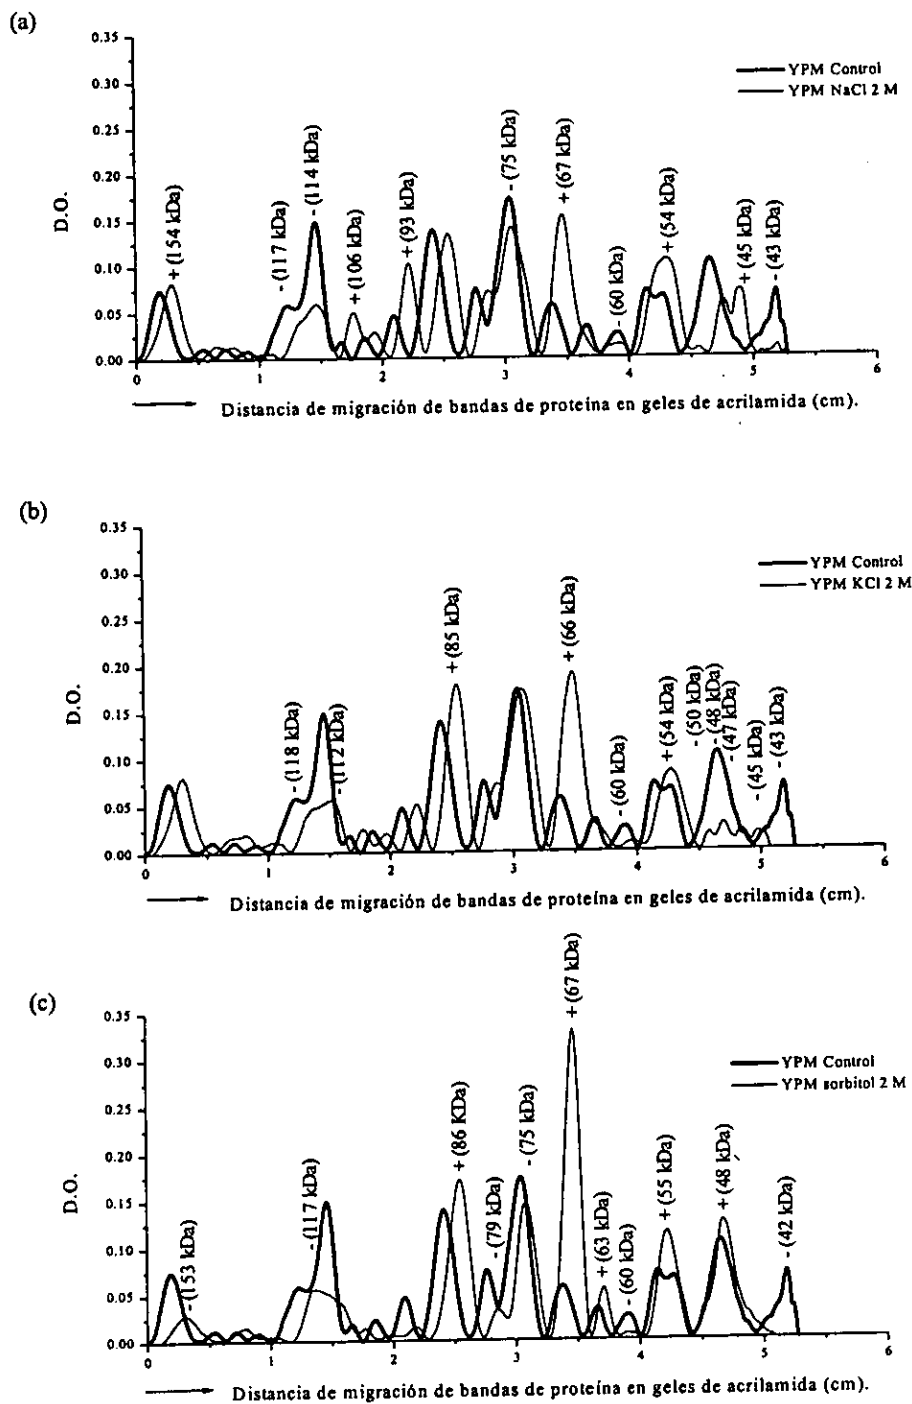 (a)
0.35
0.30
0.25
0.20
0.15
0.10
0.05
0.00
D.O.
YPM Control
YPM NaCl 2 M
+ (154 kDa)
- (117 kDa)
- (114 kDa)
+ (106 kDa)
+ (93 kDa)
- (75 kDa)
+ (67 kDa)
- (60 kDa)
+ (54 kDa)
+ (45 kDa)
- (43 kDa)
0 1 2 3 4 5 6
Distancia de migración de bandas de proteína en geles de acrilamida (cm).
(b)
0.35
0.30
0.25
0.20
0.15
0.10
0.05
0.00
D.O.
YPM Control
YPM KCl 2 M
- (118 kDa)
- (112 kDa)
+ (85 kDa)
+ (66 kDa)
- (60 kDa)
+ (54 kDa)
- (50 kDa)
- (48 kDa)
- (47 kDa)
- (45 kDa)
- (43 kDa)
0 1 2 3 4 5 6
Distancia de migración de bandas de proteína en geles de acrilamida (cm).
(c)
0.35
0.30
0.25
0.20
0.15
0.10
0.05
0.00
D.O.
YPM Control
YPM sorbitol 2 M
- (153 kDa)
- (117 kDa)
+ (86 KDa)
- (79 kDa)
- (75 kDa)
+ (67 kDa)
+ (63 kDa)
- (60 kDa)
+ (55 kDa)
+ (48 kDa)
- (42 kDa)
0 1 2 3 4 5 6
Distancia de migración de bandas de proteína en geles de acrilamida (cm).